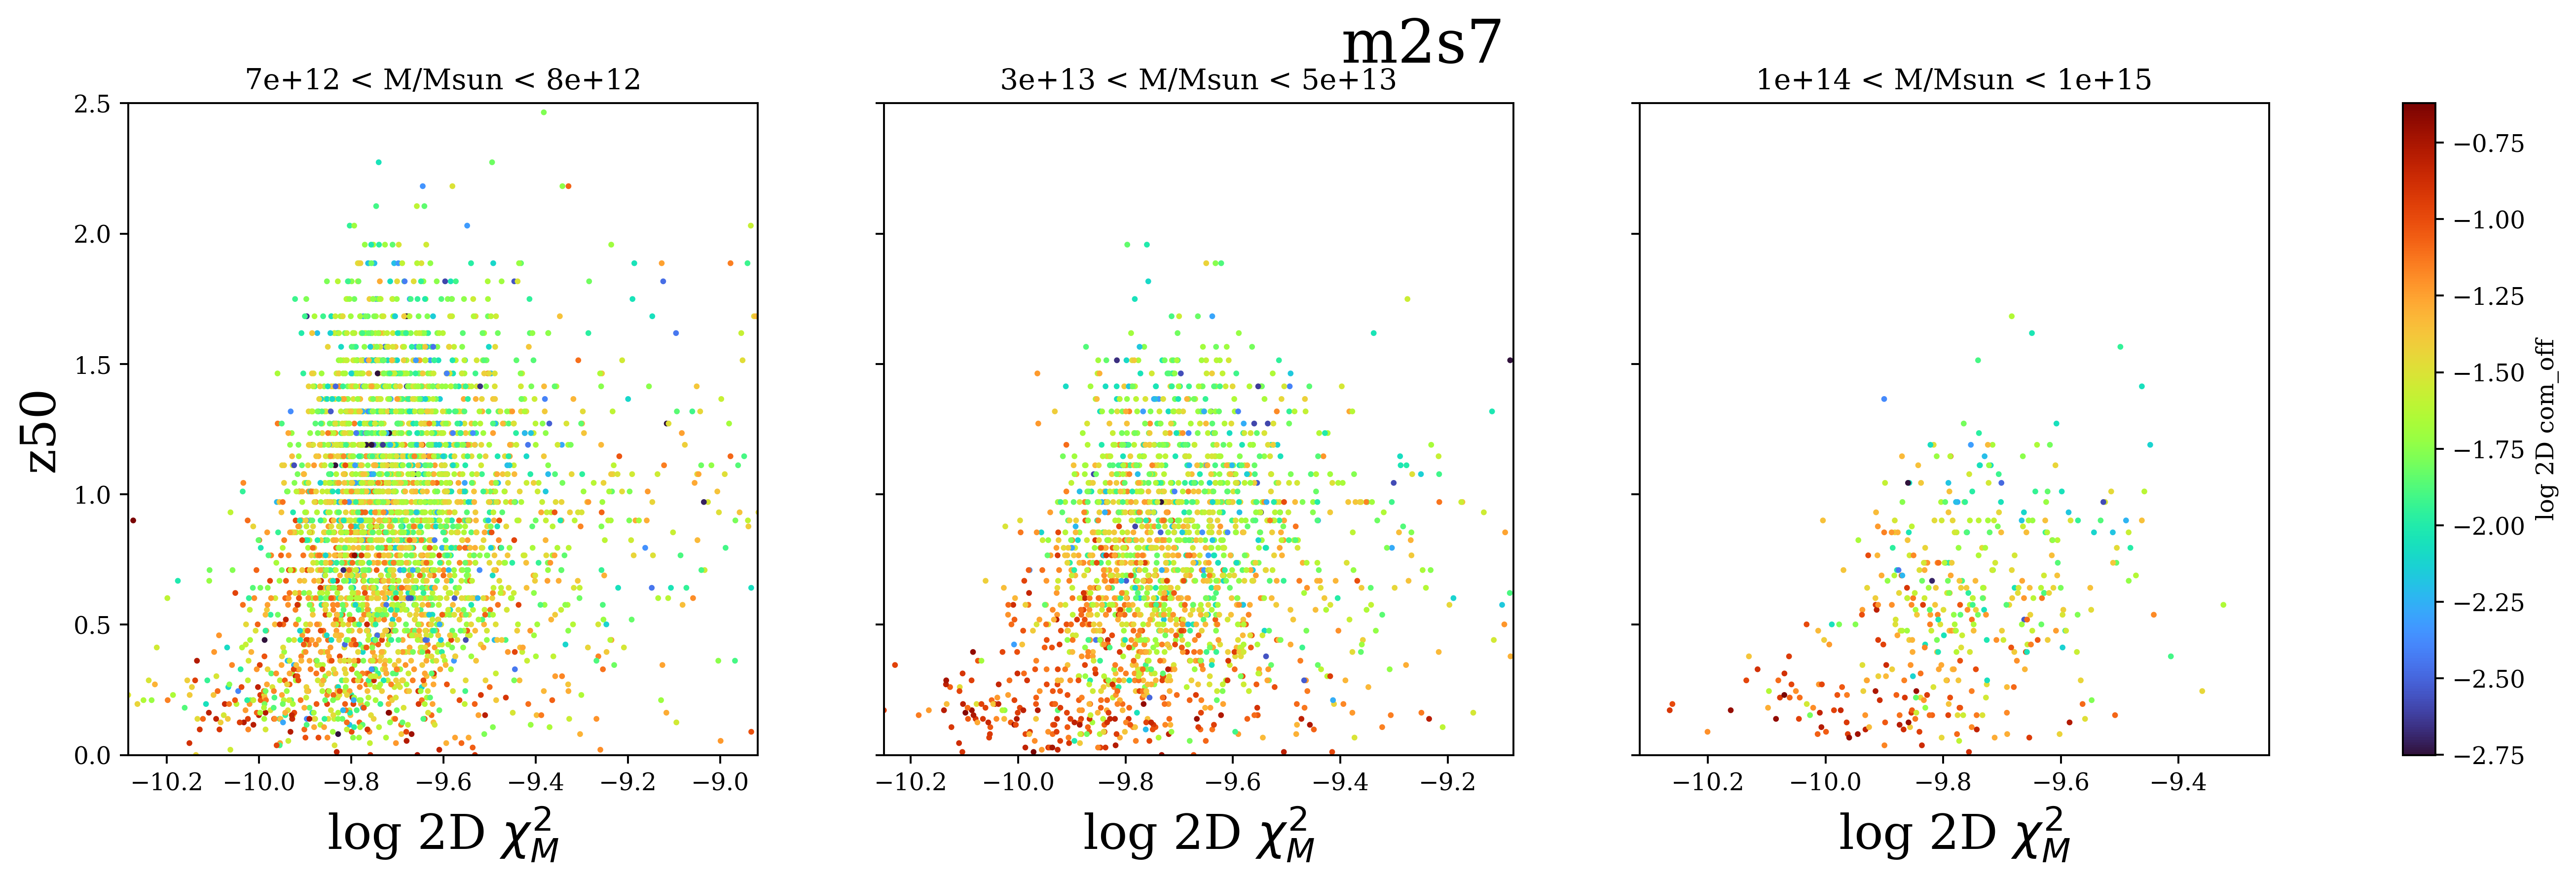 m2s7
7e+12 < M/Msun < 8e+12
3e+13 < M/Msun < 5e+13
1e+14 < M/Msun < 1e+15
z50
2.5
2.0
1.5
1.0
0.5
0.0
−10.2 −10.0 −9.8 −9.6 −9.4 −9.2 −9.0
−10.2 −10.0 −9.8 −9.6 −9.4 −9.2
−10.2 −10.0 −9.8 −9.6 −9.4
log 2D χ²_M
log 2D χ²_M
log 2D χ²_M
−0.75
−1.00
−1.25
−1.50
−1.75
−2.00
−2.25
−2.50
−2.75
log 2D com_off